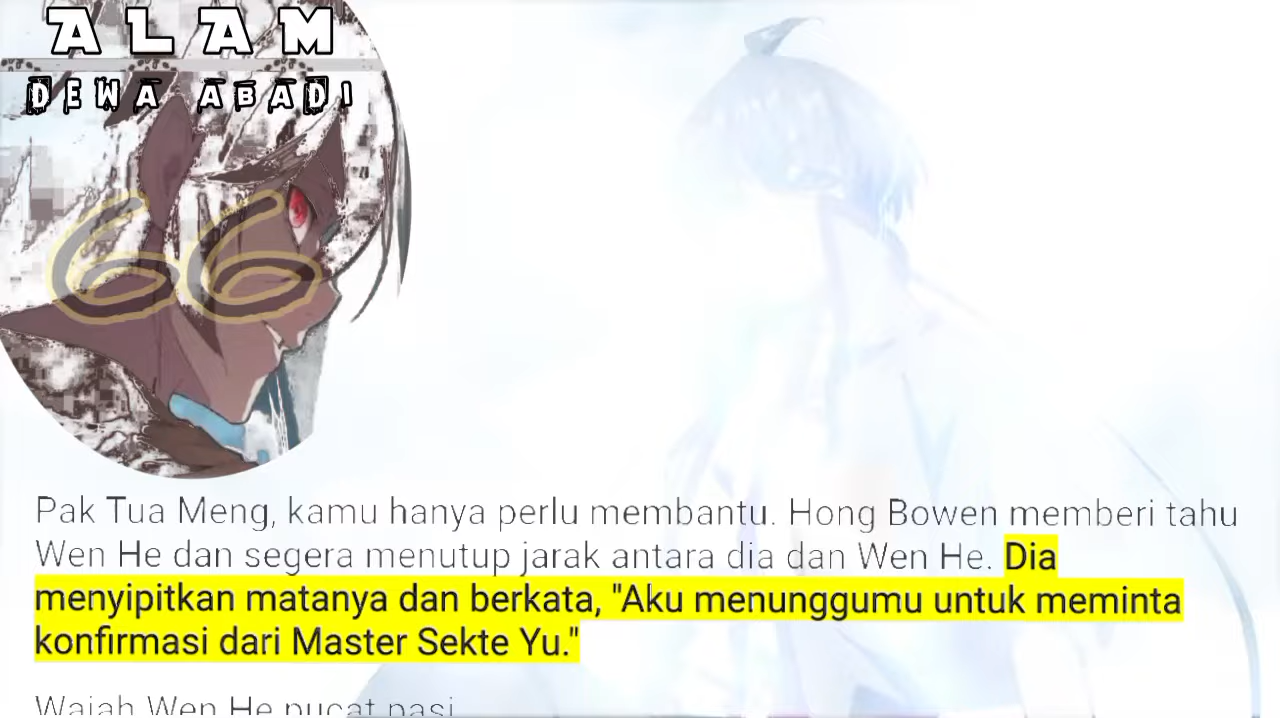 ALAM
DEWA ABADI
66
Pak Tua Meng, kamu hanya perlu membantu. Hong Bowen memberi tahu
Wen He dan segera menutup jarak antara dia dan Wen He. Dia
menyipitkan matanya dan berkata, "Aku menunggumu untuk meminta
konfirmasi dari Master Sekte Yu."
Wajah Wen He pucat pasi